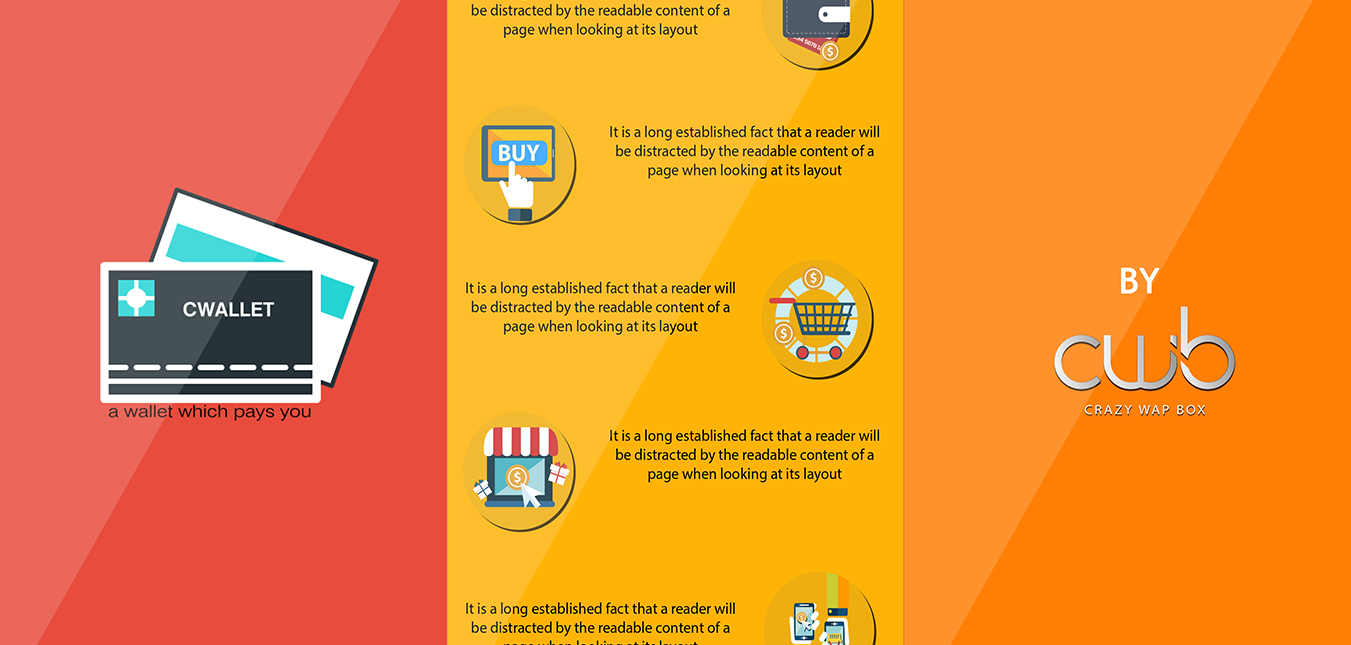 CWALLET
a wallet which pays you
be distracted by the readable content of a
page when looking at its layout
BUY
It is a long established fact that a reader will
be distracted by the readable content of a
page when looking at its layout
It is a long established fact that a reader will
be distracted by the readable content of a
page when looking at its layout
It is a long established fact that a reader will
be distracted by the readable content of a
page when looking at its layout
It is a long established fact that a reader will
be distracted by the readable content of a
BY
cwb
CRAZY WAP BOX